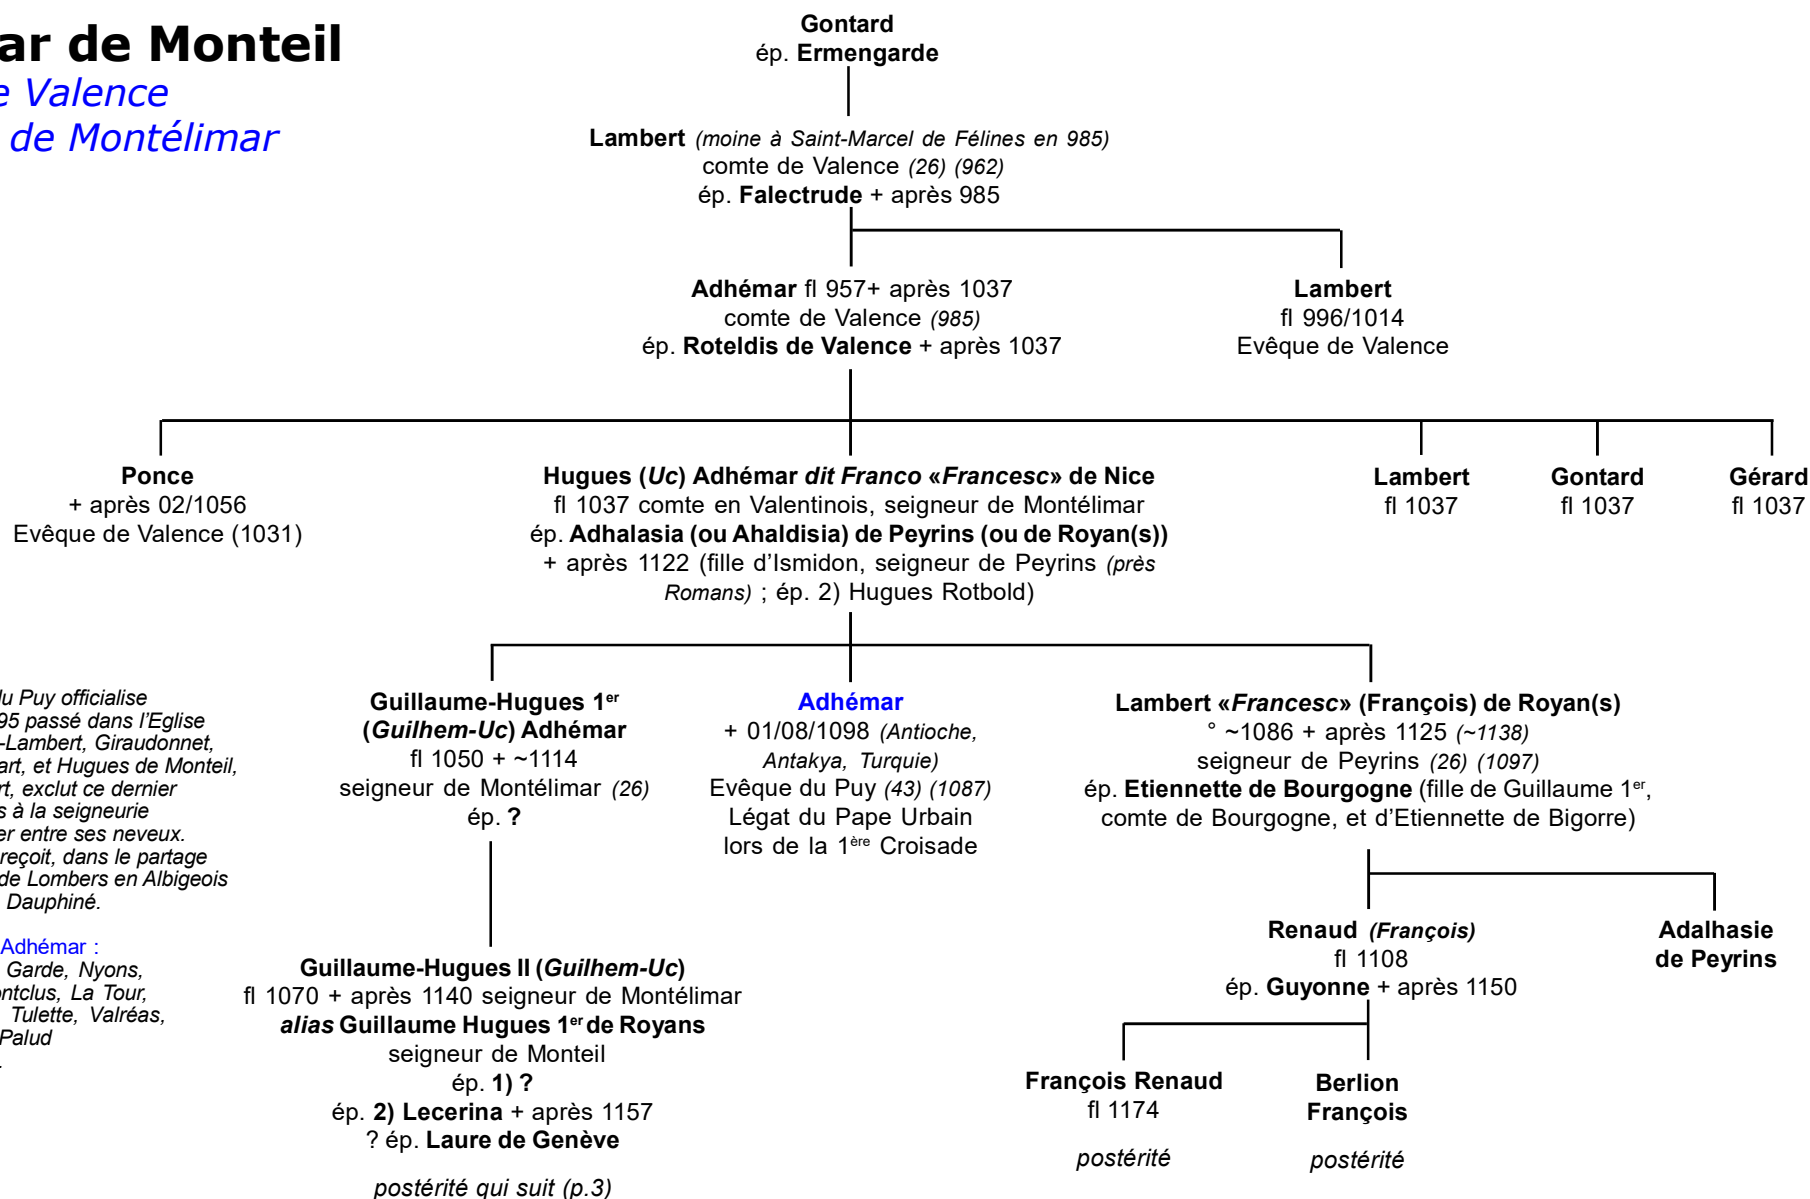 ar de Monteil
e Valence
de Montélimar
Gontard
ép. Ermengarde
Lambert (moine à Saint-Marcel de Félines en 985)
comte de Valence (26) (962)
ép. Falectrude + après 985
Adhémar fl 957+ après 1037
comte de Valence (985)
ép. Roteldis de Valence + après 1037
Lambert
fl 996/1014
Evêque de Valence
Ponce
+ après 02/1056
Evêque de Valence (1031)
Hugues (Uc) Adhémar dit Franco «Francesc» de Nice
fl 1037 comte en Valentinois, seigneur de Montélimar
ép. Adhalasia (ou Ahaldisia) de Peyrins (ou de Royan(s))
+ après 1122 (fille d’Ismidon, seigneur de Peyrins (près
Romans) ; ép. 2) Hugues Rotbold)
Lambert
fl 1037
Gontard
fl 1037
Gérard
fl 1037
du Puy officialise
95 passé dans l’Eglise
-Lambert, Giraudonnet,
art, et Hugues de Monteil,
rt, exclut ce dernier
s à la seigneurie
er entre ses neveux.
reçoit, dans le partage
de Lombers en Albigeois
Dauphiné.
Adhémar :
Garde, Nyons,
ntclus, La Tour,
Tulette, Valréas,
Palud
Guillaume-Hugues 1er
(Guilhem-Uc) Adhémar
fl 1050 + ~1114
seigneur de Montélimar (26)
ép. ?
Adhémar
+ 01/08/1098 (Antioche,
Antakya, Turquie)
Evêque du Puy (43) (1087)
Légat du Pape Urbain
lors de la 1ère Croisade
Lambert «Francesc» (François) de Royan(s)
° ~1086 + après 1125 (~1138)
seigneur de Peyrins (26) (1097)
ép. Etiennette de Bourgogne (fille de Guillaume 1er,
comte de Bourgogne, et d’Etiennette de Bigorre)
Guillaume-Hugues II (Guilhem-Uc)
fl 1070 + après 1140 seigneur de Montélimar
alias Guillaume Hugues 1er de Royans
seigneur de Monteil
ép. 1) ?
ép. 2) Lecerina + après 1157
? ép. Laure de Genève
postérité qui suit (p.3)
Renaud (François)
fl 1108
ép. Guyonne + après 1150
Adalhasie
de Peyrins
François Renaud
fl 1174
postérité
Berlion
François
postérité